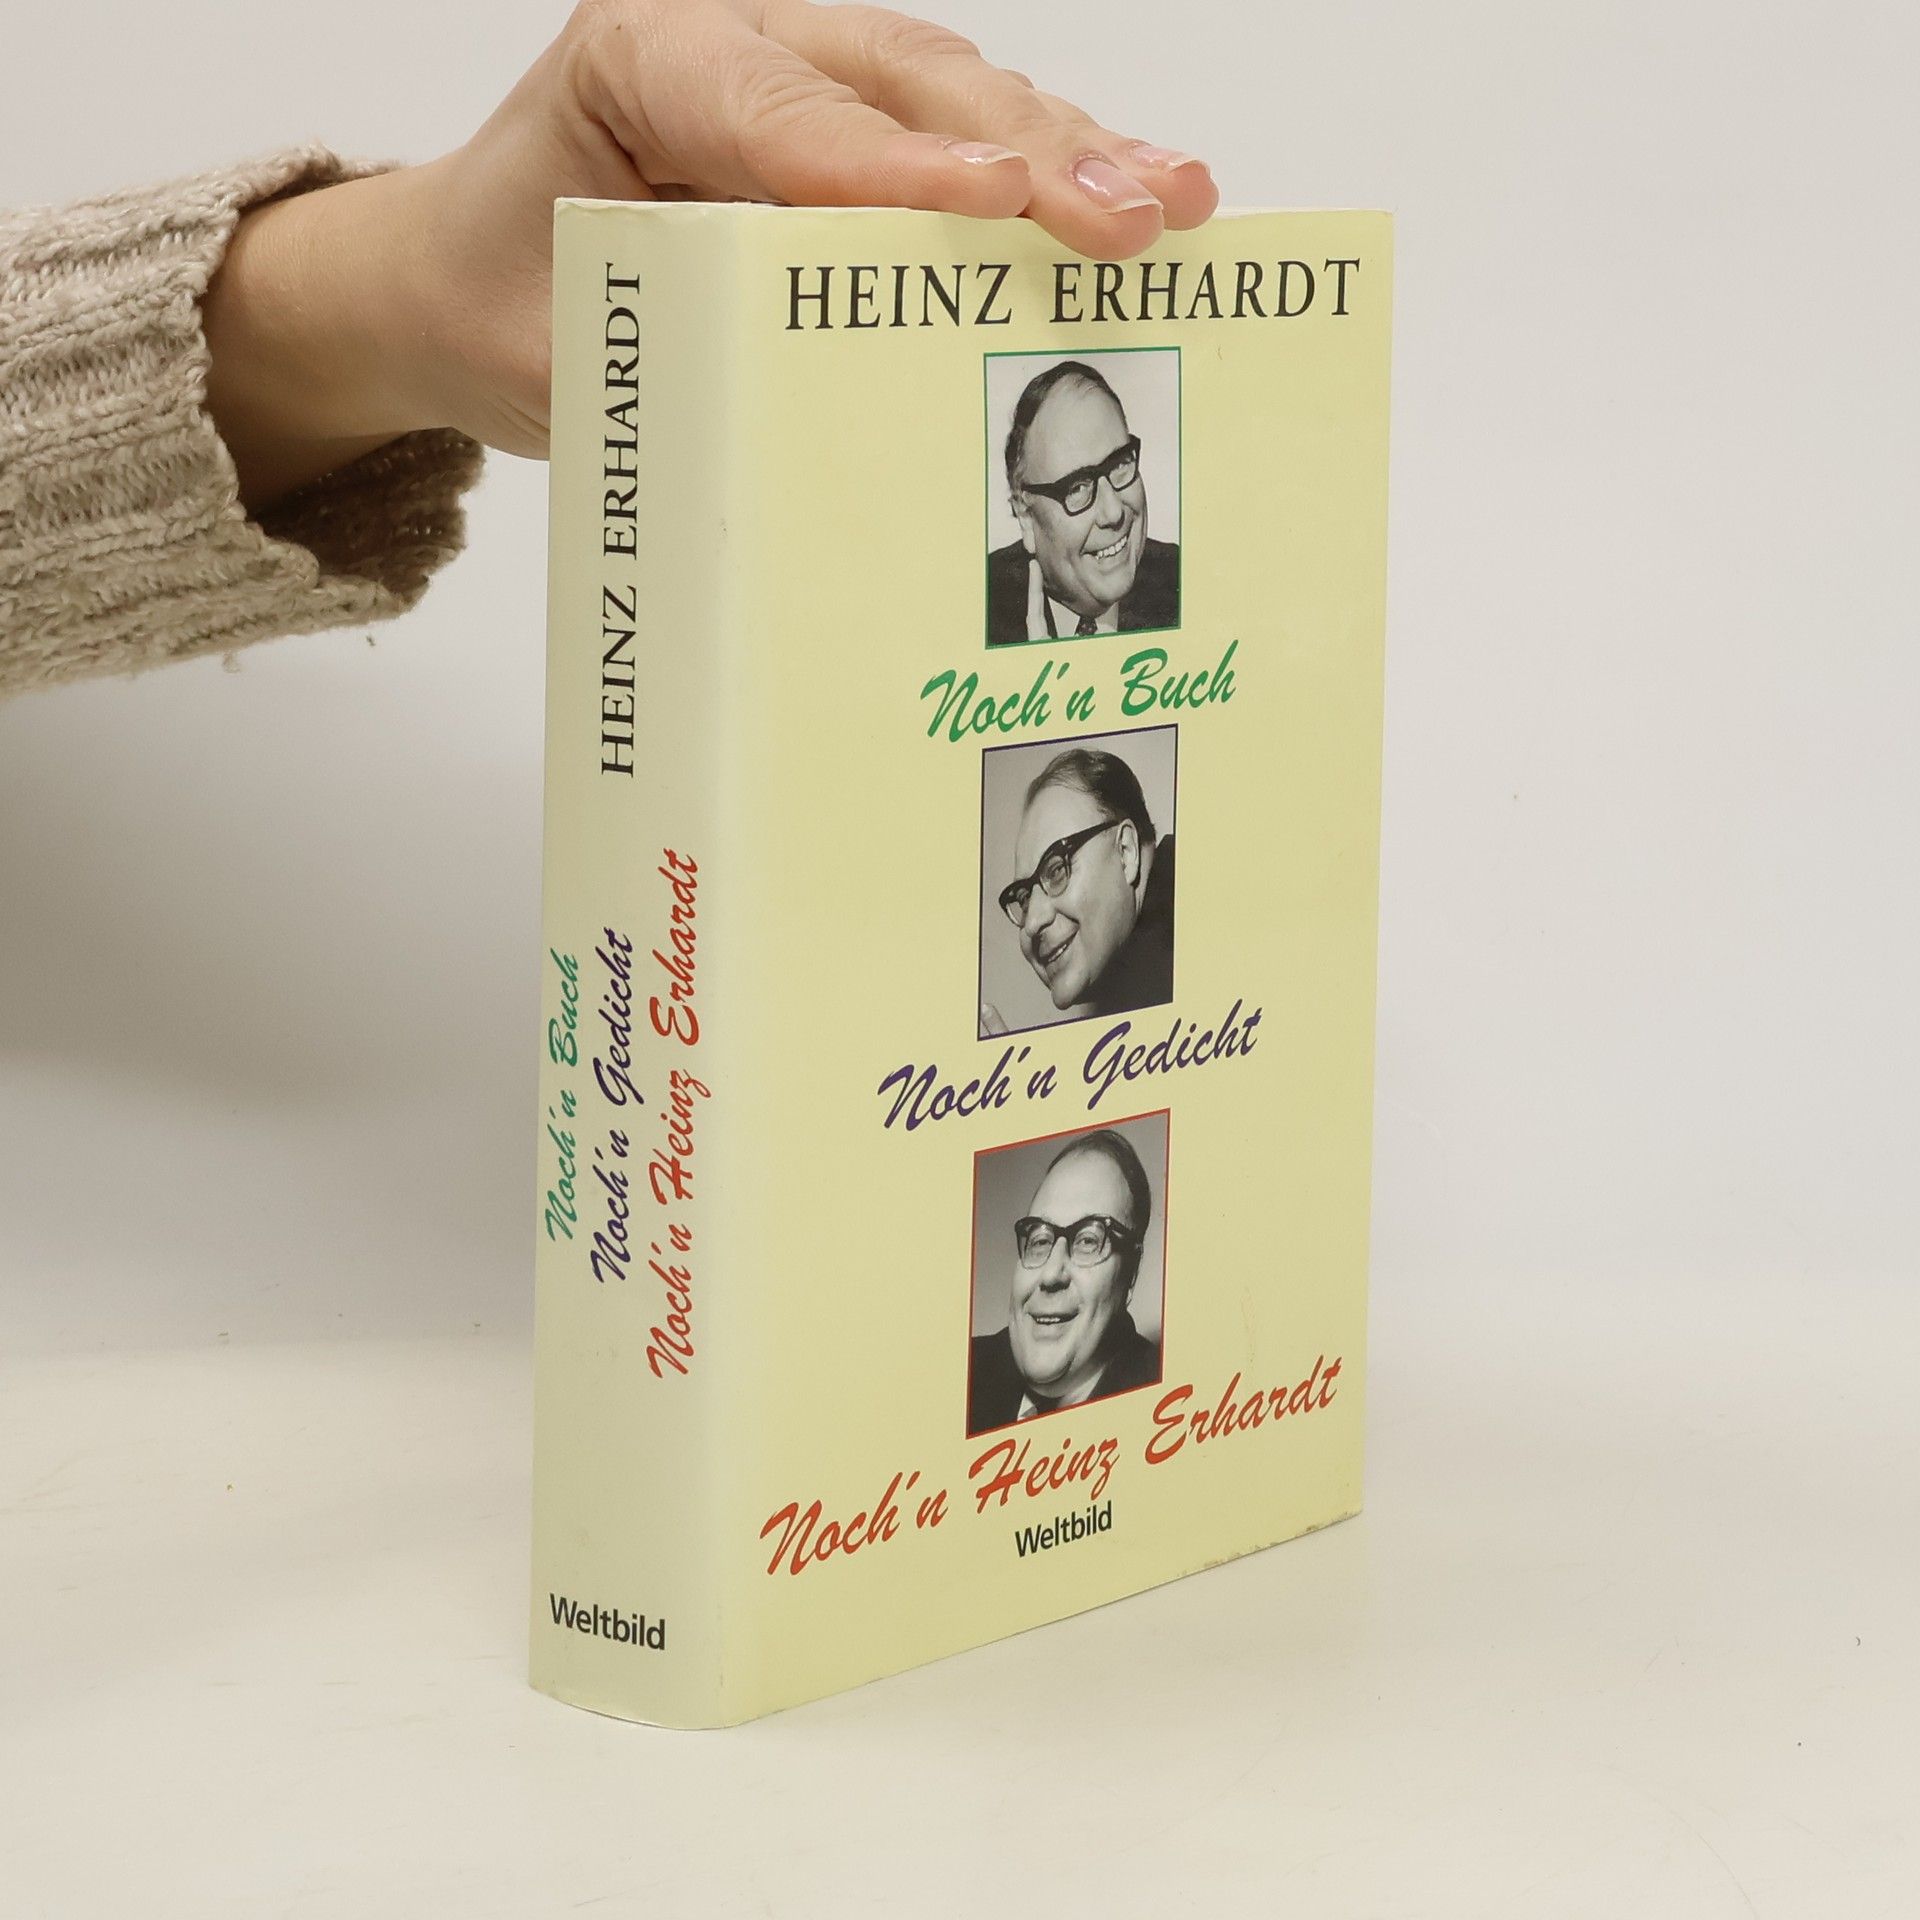 HEINZ ERHARDT
Noch'n Buch
Noch'n Gedicht
Noch'n Heinz Erhardt
Weltbild
HEINZ ERHARDT
Noch'n Buch
Noch'n Gedicht
Noch'n Heinz Erhardt
Weltbild